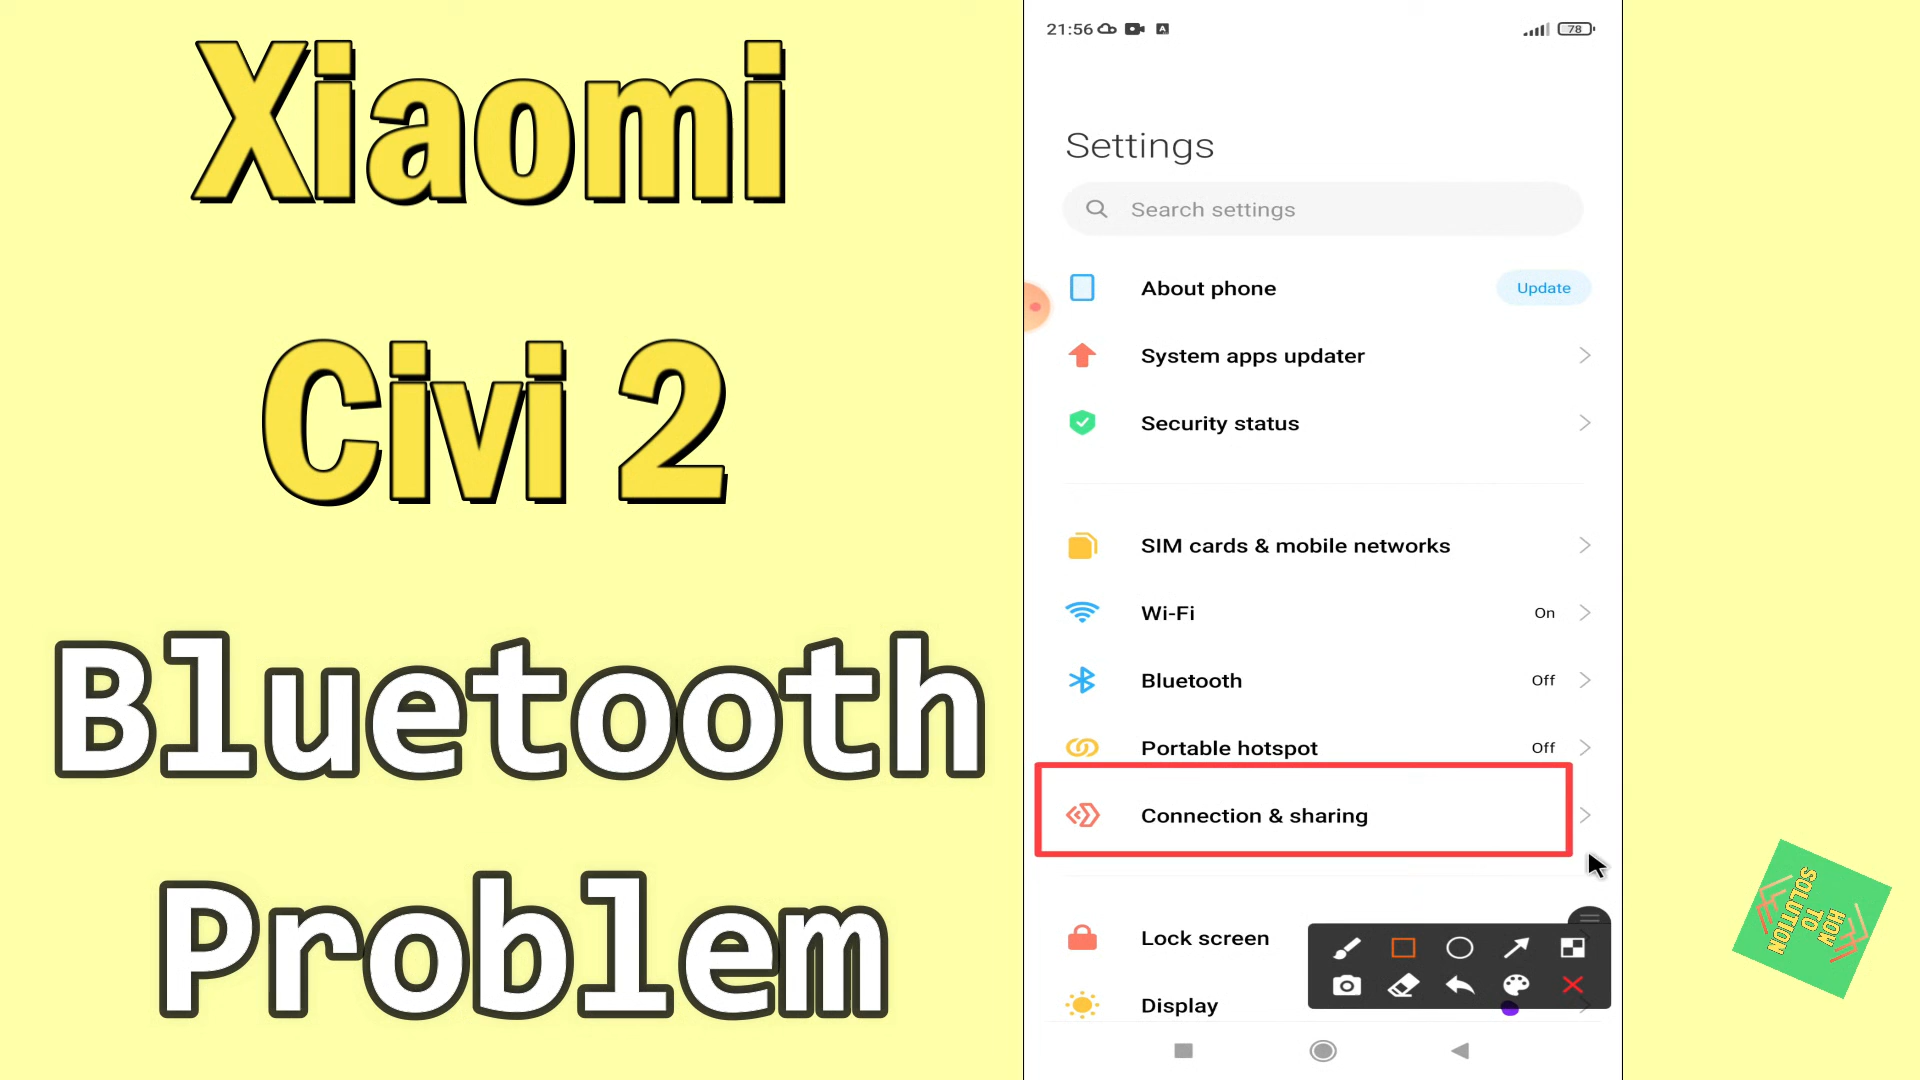 Xiaomi
Civi 2
Bluetooth
Problem
21:56
78
Settings
Search settings
About phone
Update
System apps updater
Security status
SIM cards & mobile networks
Wi-Fi
On
Bluetooth
Off
Portable hotspot
Off
Connection & sharing
Lock screen
Display
HOW
TO
SOLUTION